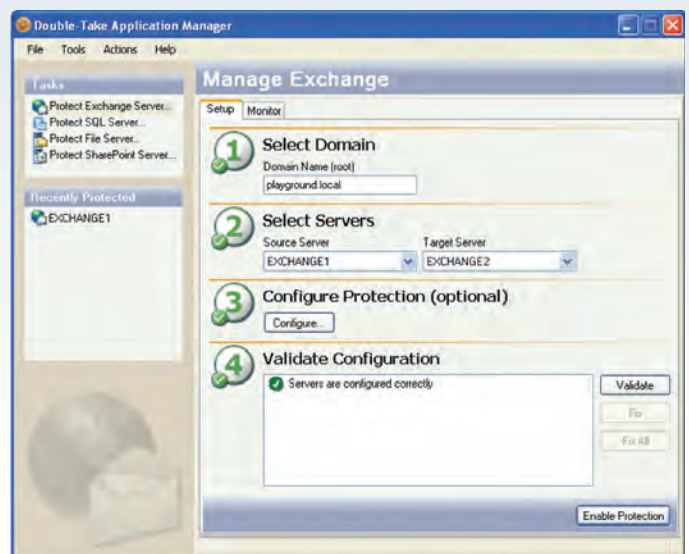 Double-Take Application Manager
File Tools Actions Help
Tasks
Protect Exchange Server...
Protect SQL Server...
Protect File Server...
Protect SharePoint Server...
Recently Protected
EXCHANGE1
Manage Exchange
Setup Monitor
1 Select Domain
Domain Name (root)
playground.local
2 Select Servers
Source Server Target Server
EXCHANGE1 EXCHANGE2
3 Configure Protection (optional)
Configure...
4 Validate Configuration
Servers are configured correctly
Validate
Fix
Fix All
Enable Protection